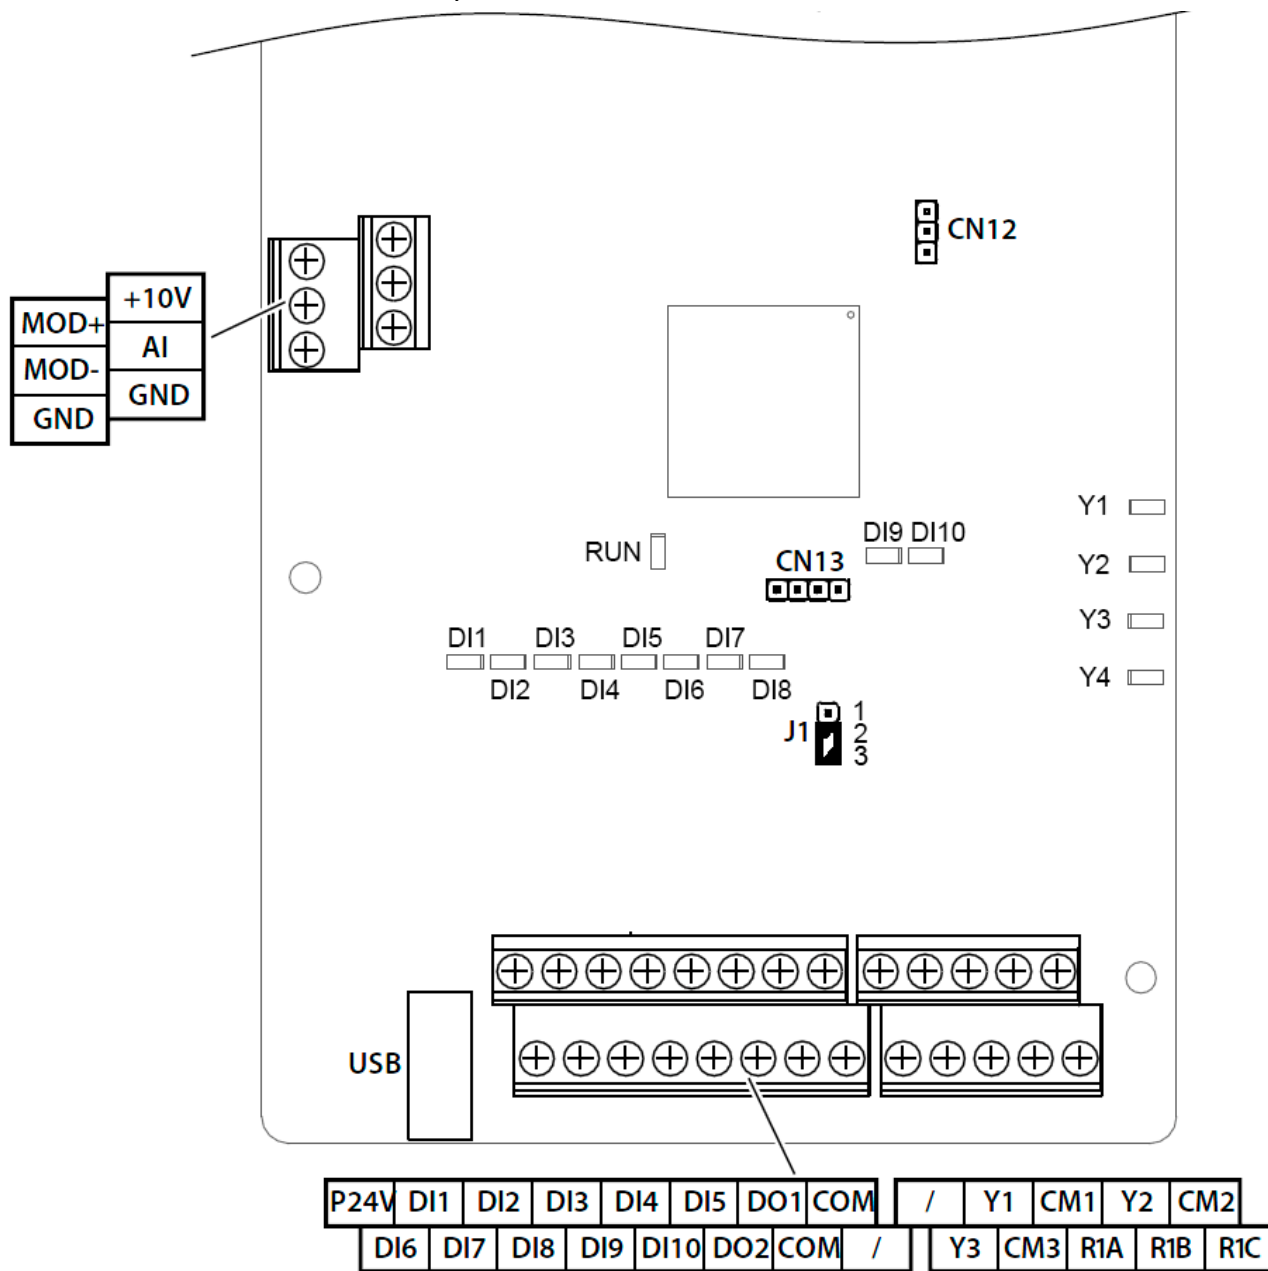 CN12
+10V
MOD+
AI
MOD-
GND
GND
Y1
DI9 DI10
RUN
CN13
Y2
Y3
DI1 DI3 DI5 DI7
Y4
DI2 DI4 DI6 DI8
1
J1 2
3
USB
P24V DI1 DI2 DI3 DI4 DI5 DO1 COM / Y1 CM1 Y2 CM2
DI6 DI7 DI8 DI9 DI10 DO2 COM / Y3 CM3 R1A R1B R1C